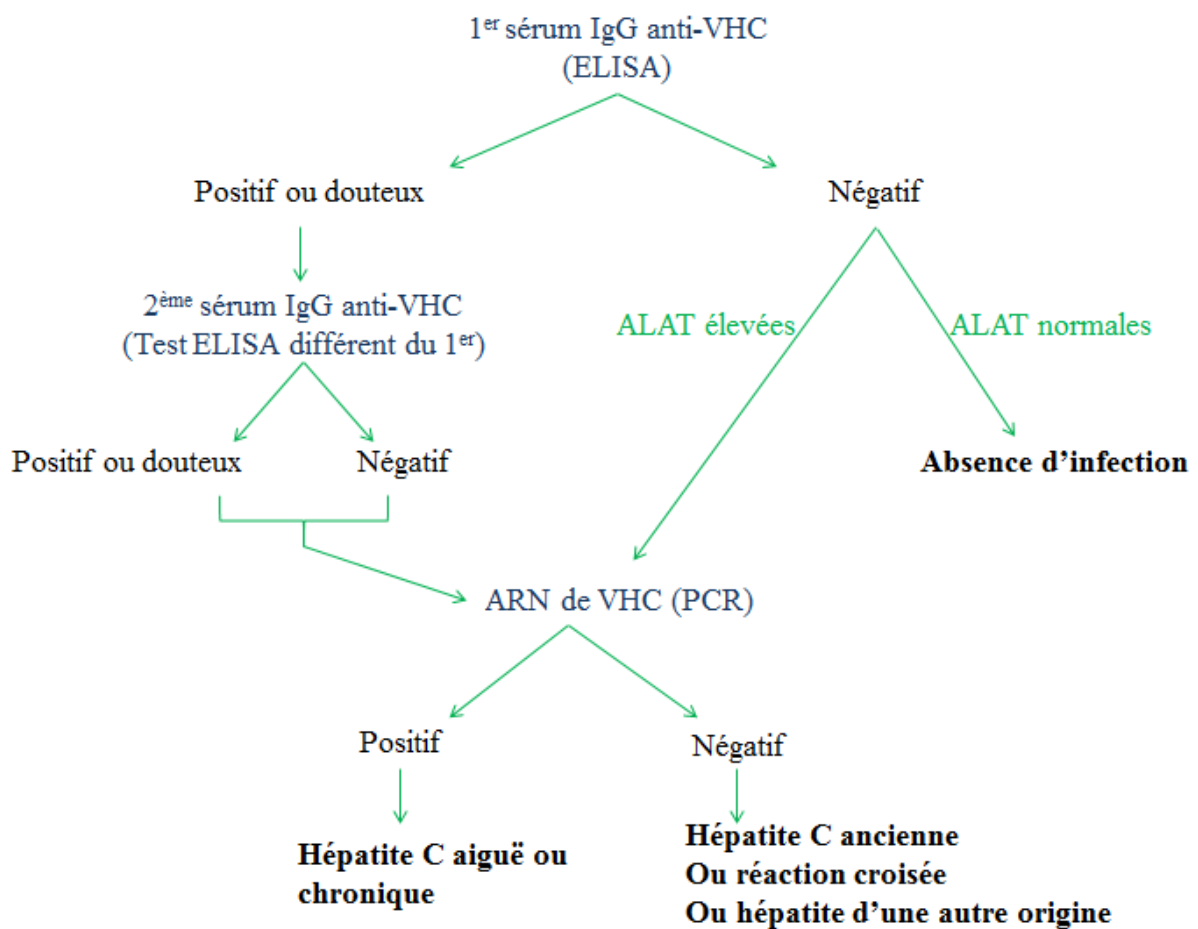 1er sérum IgG anti-VHC
(ELISA)
Positif ou douteux
Négatif
2ème sérum IgG anti-VHC
(Test ELISA différent du 1er)
ALAT élevées
ALAT normales
Positif ou douteux
Négatif
Absence d’infection
ARN de VHC (PCR)
Positif
Négatif
Hépatite C aiguë ou
chronique
Hépatite C ancienne
Ou réaction croisée
Ou hépatite d’une autre origine